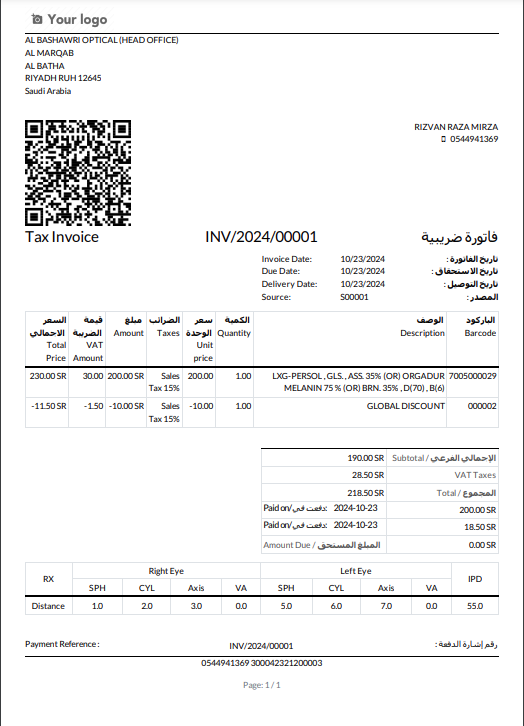 Your logo
AL BASHAWRI OPTICAL (HEAD OFFICE)
AL MARQAB
AL BATHA
RIYADH RUH 12645
Saudi Arabia
RIZVAN RAZA MIRZA
0544941369
Tax Invoice INV/2024/00001 فاتورة ضريبية
Invoice Date: 10/23/2024 تاريخ الفاتورة:
Due Date: 10/23/2024 تاريخ الاستحقاق:
Delivery Date: 10/23/2024 تاريخ التوصيل:
Source: S00001 المصدر:
السعر الاجمالي Total Price قيمة الضريبة VAT Amount مبلغ Amount الضرائب Taxes سعر الوحدة Unit price الكمية Quantity الوصف Description الباركود Barcode
230.00 SR 30.00 200.00 SR Sales Tax 15% 200.00 1.00 LXG-PERSOL , GLS., ASS. 35% (OR) ORGADUR MELANIN 75 % (OR) BRN. 35% , D(70) , B(6) 7005000029
-11.50 SR -1.50 -10.00 SR Sales Tax 15% -10.00 1.00 GLOBAL DISCOUNT 000002
190.00 SR Subtotal / الإجمالي الفرعي
28.50 SR VAT Taxes
218.50 SR Total / المجموع
Paid on/دفعت في: 2024-10-23 200.00 SR
Paid on/دفعت في: 2024-10-23 18.50 SR
Amount Due / المبلغ المستحق 0.00 SR
RX Right Eye Left Eye IPD
SPH CYL Axis VA SPH CYL Axis VA
Distance 1.0 2.0 3.0 0.0 5.0 6.0 7.0 0.0 55.0
Payment Reference : INV/2024/00001 رقم إشارة الدفعة :
0544941369 300042321200003
Page: 1 / 1